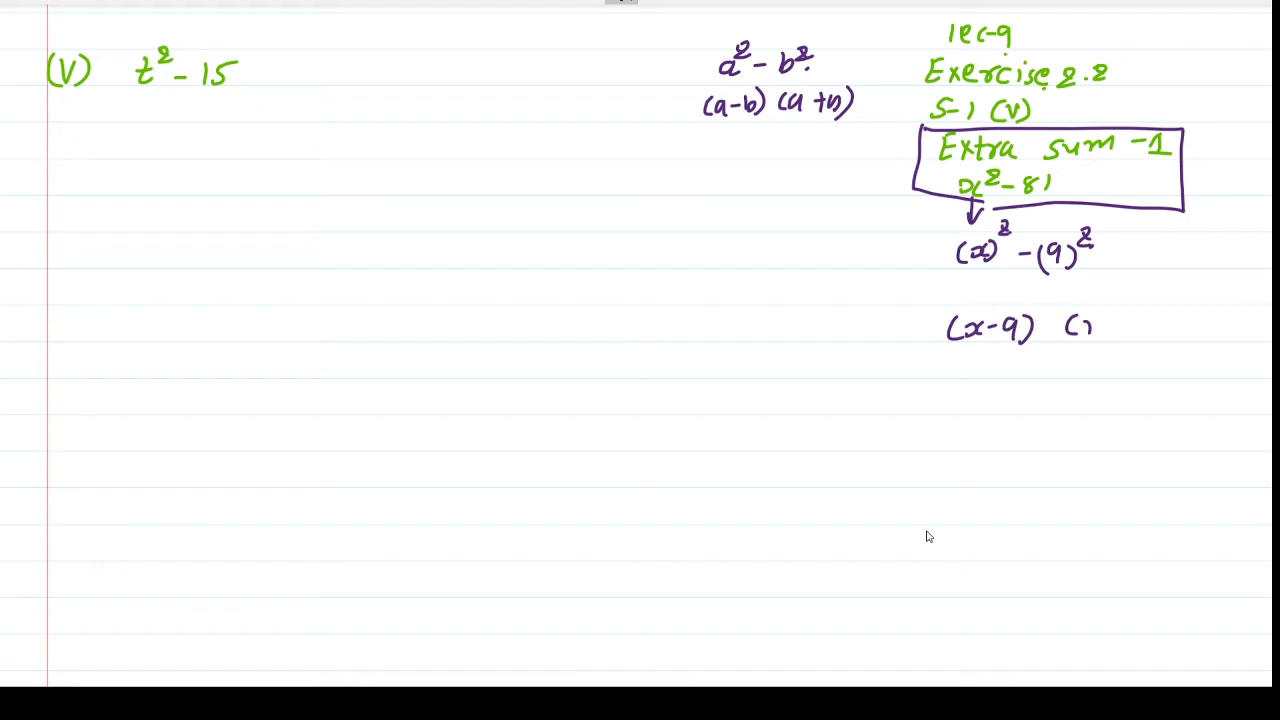 (v) t² - 15
a² - b²
(a-b) (a+b)
lec-9
Exercise 2.2
S-1 (v)
Extra sum -1
x² - 81
(x)² - (9)²
(x-9) (